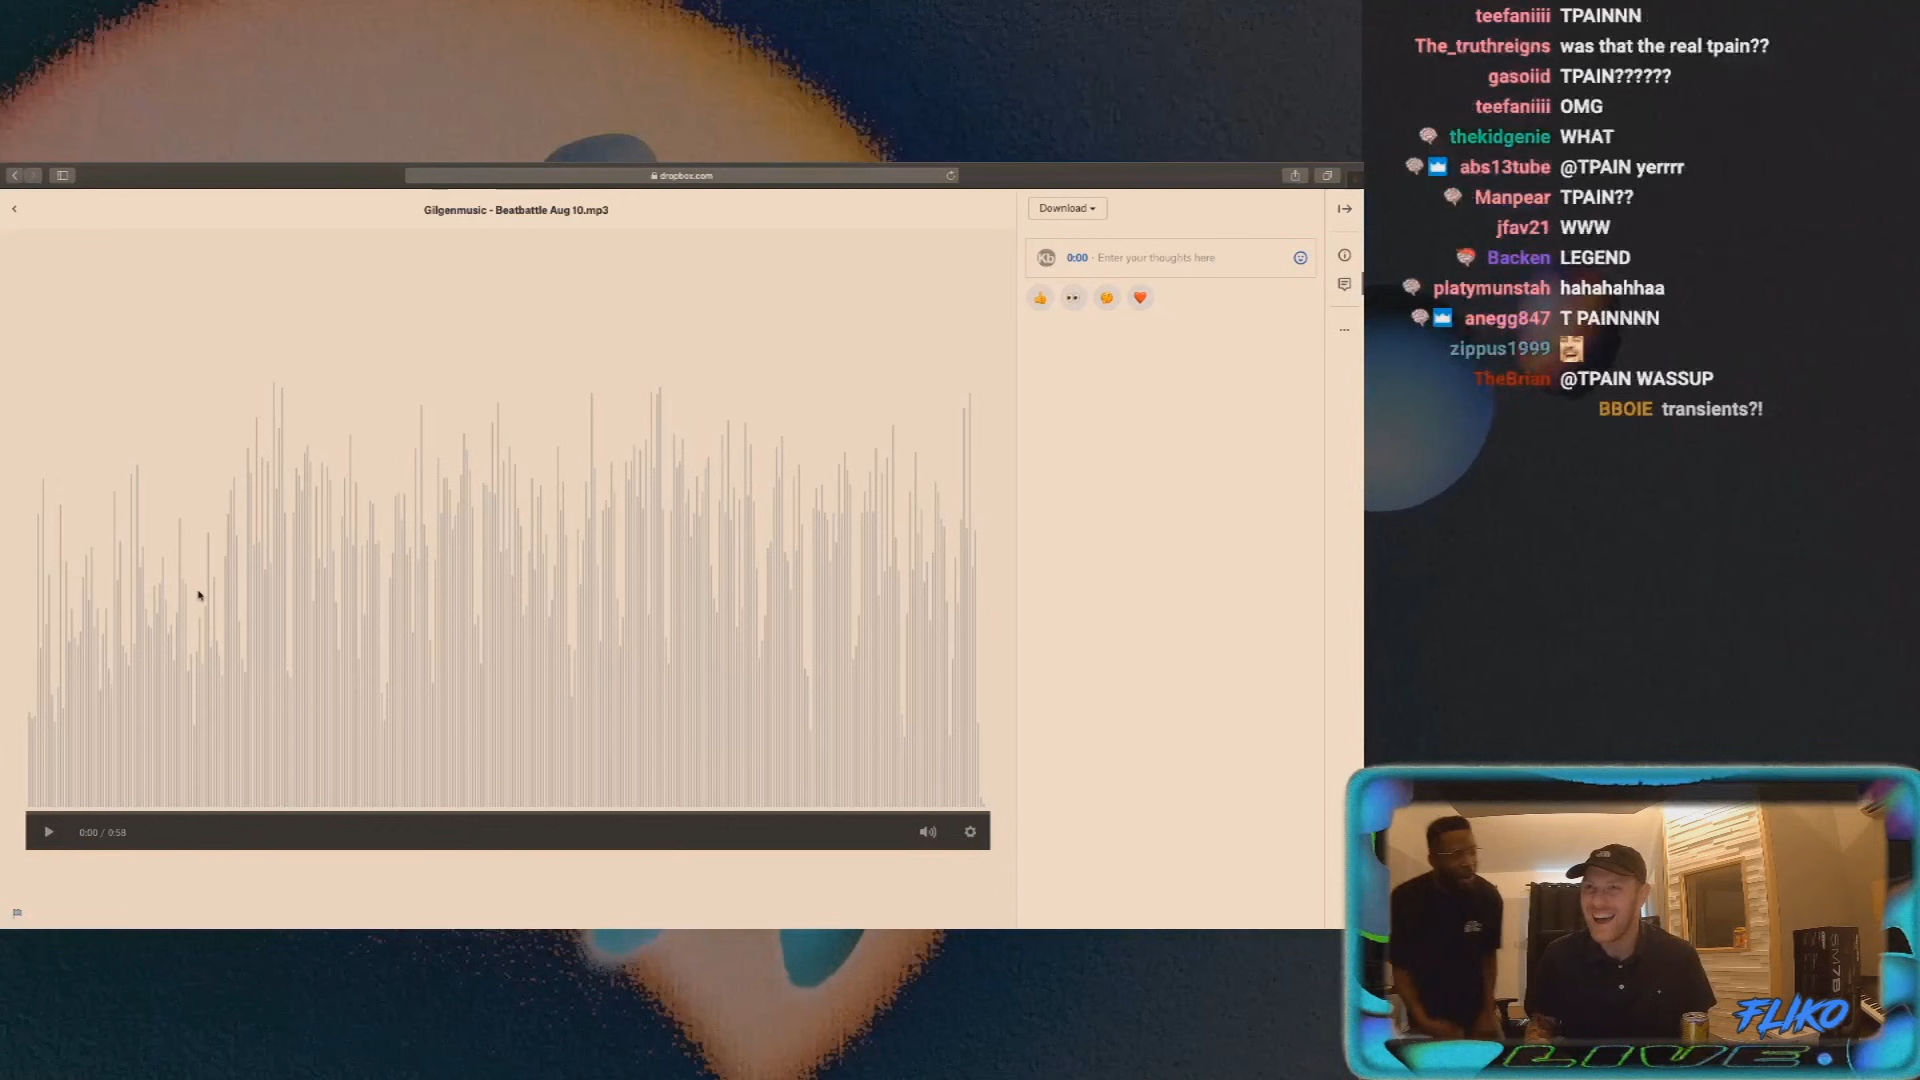 dropbox.com
Gilgenmusic - Beatbattle Aug 10.mp3
Download
Kb 0:00 - Enter your thoughts here
0:00 / 0:58
teefaniiii TPAINNN
The_truthreigns was that the real tpain??
gasoiid TPAIN??????
teefaniiii OMG
thekidgenie WHAT
abs13tube @TPAIN yerrrr
Manpear TPAIN??
jfav21 WWW
Backen LEGEND
platymunstah hahahahhaa
anegg847 T PAINNNN
zippus1999
TheBrian @TPAIN WASSUP
BBOIE transients?!
SM7B
FLIKO
LIVE